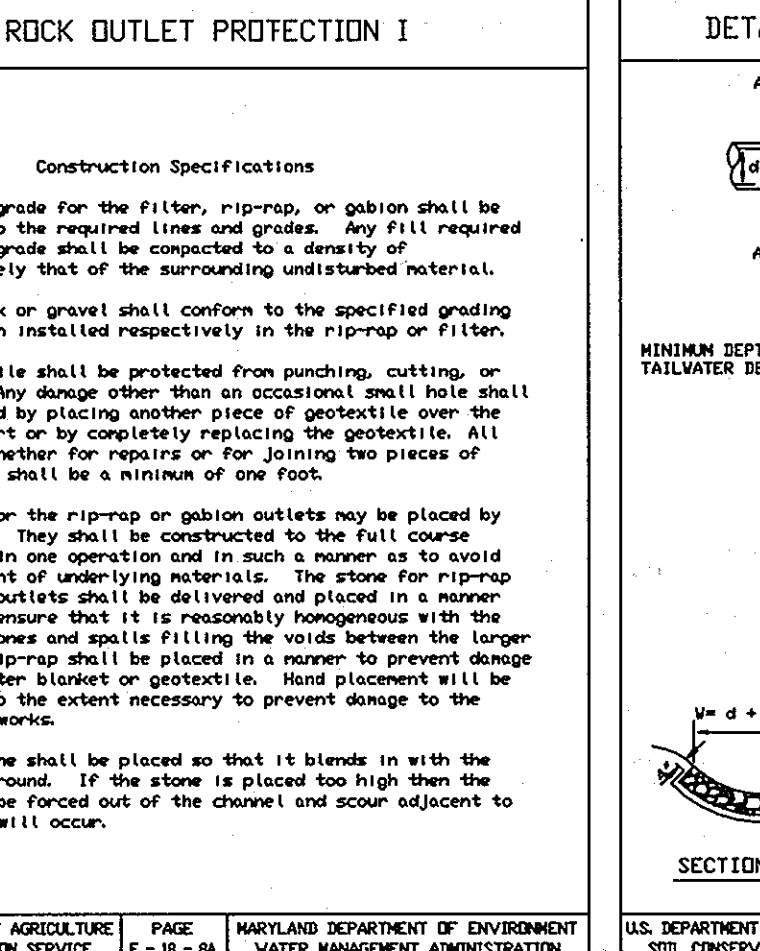 ROCK OUTLET PROTECTION I
Construction Specifications
grade for the filter, rip-rap, or gabion shall be
the required lines and grades. Any fill required
grade shall be compacted to a density of
ely that of the surrounding undisturbed material.
or gravel shall conform to the specified grading
installed respectively in the rip-rap or filter.
ile shall be protected from punching, cutting, or
Any damage other than an occasional small hole shall
d by placing another piece of geotextile over the
rt or by completely replacing the geotextile. All
hether for repairs or for joining two pieces of
shall be a minimum of one foot.
or the rip-rap or gabion outlets may be placed by
They shall be constructed to the full course
in one operation and in such a manner as to avoid
nt of underlying materials. The stone for rip-rap
outlets shall be delivered and placed in a manner
ensure that it is reasonably homogeneous with the
ones and spalls filling the voids between the larger
ip-rap shall be placed in a manner to prevent damage
ter blanket or geotextile. Hand placement will be
o the extent necessary to prevent damage to the
works.
ne shall be placed so that it blends in with the
round. If the stone is placed too high then the
be forced out of the channel and scour adjacent to
will occur.
AGRICULTURE
ON SERVICE
PAGE
F - 18 - 8A
MARYLAND DEPARTMENT OF ENVIRONMENT
WATER MANAGEMENT ADMINISTRATION
DETA
A
d
A
MINIMUM DEPT
TAILWATER DE
W= d +
SECTION
U.S. DEPARTMENT
SOIL CONSERV